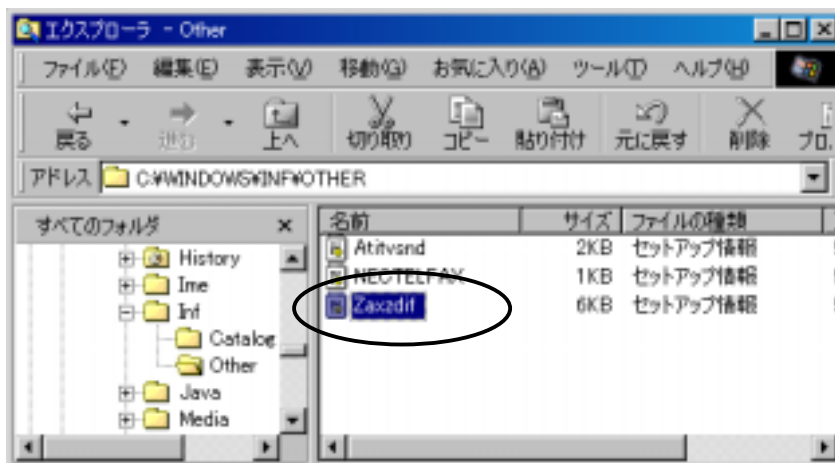 エクスプローラ - Other
ファイル(F) 編集(E) 表示(V) 移動(G) お気に入り(A) ツール(T) ヘルプ(H)
戻る 進む 上へ 切り取り コピー 貼り付け 元に戻す 削除 プロ.
アドレス C:¥WINDOWS¥INF¥OTHER
すべてのフォルダ × 名前 サイズ ファイルの種類
History
Ime
Inf
Catalog
Other
Java
Media
Atitvsnd 2KB セットアップ情報
NECTELFAX 1KB セットアップ情報
6KB セットアップ情報